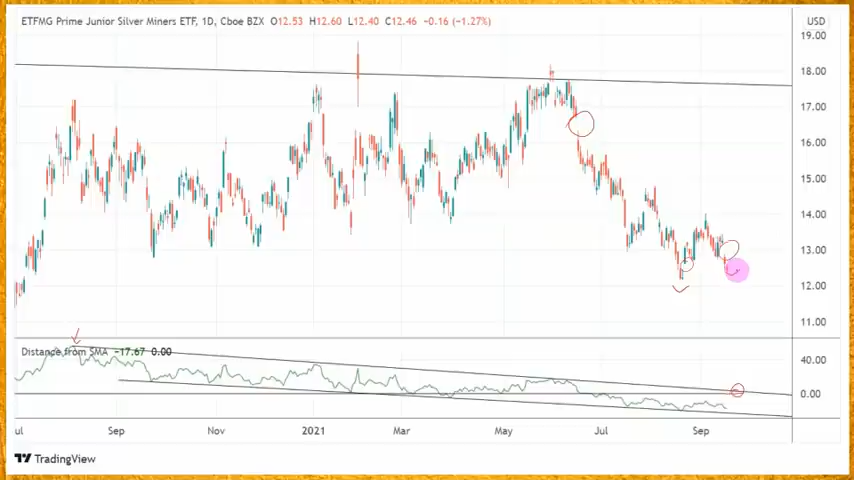 ETFMG Prime Junior Silver Miners ETF, 1D, Cboe BZX O12.53 H12.60 L12.40 C12.46 −0.16 (−1.27%) USD
19.00
18.00
17.00
16.00
15.00
14.00
13.00
12.00
11.00
Distance from SMA −17.67 0.00
40.00
0.00
ul Sep Nov 2021 Mar May Jul Sep
TradingView